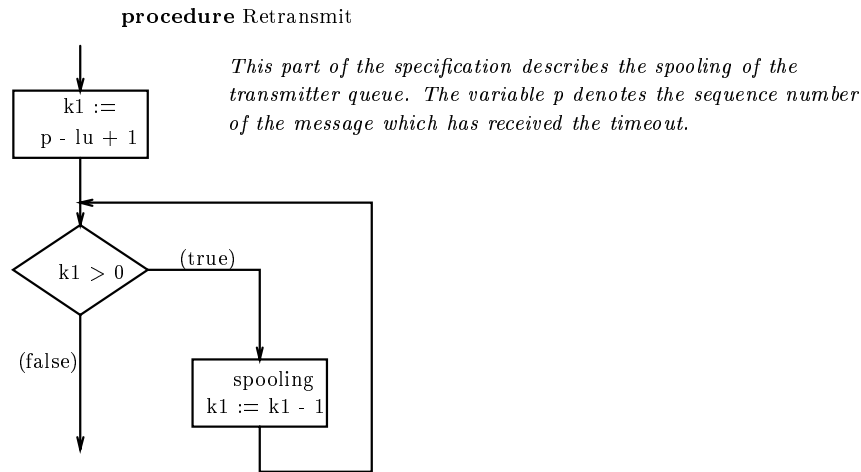 procedure Retransmit
This part of the specification describes the spooling of the
transmitter queue. The variable p denotes the sequence number
of the message which has received the timeout.
k1 :=
p - lu + 1
k1 > 0
(true)
(false)
spooling
k1 := k1 - 1